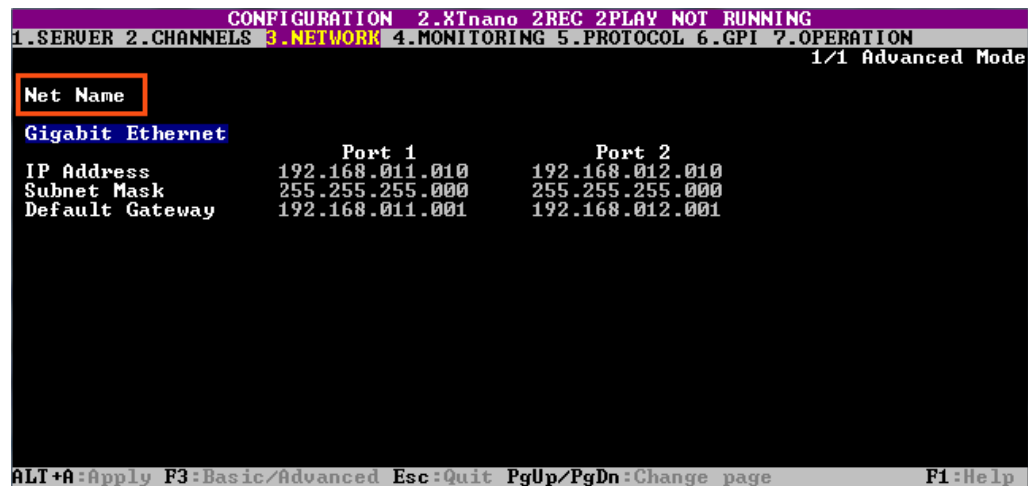 CONFIGURATION 2.XTnano 2REC 2PLAY NOT RUNNING
1.SERVER 2.CHANNELS 3.NETWORK 4.MONITORING 5.PROTOCOL 6.GPI 7.OPERATION
1/1 Advanced Mode
Net Name
Gigabit Ethernet
Port 1 Port 2
IP Address 192.168.011.010 192.168.012.010
Subnet Mask 255.255.255.000 255.255.255.000
Default Gateway 192.168.011.001 192.168.012.001
ALT+A:Apply F3:Basic/Advanced Esc:Quit PgUp/PgDn:Change page F1:Help